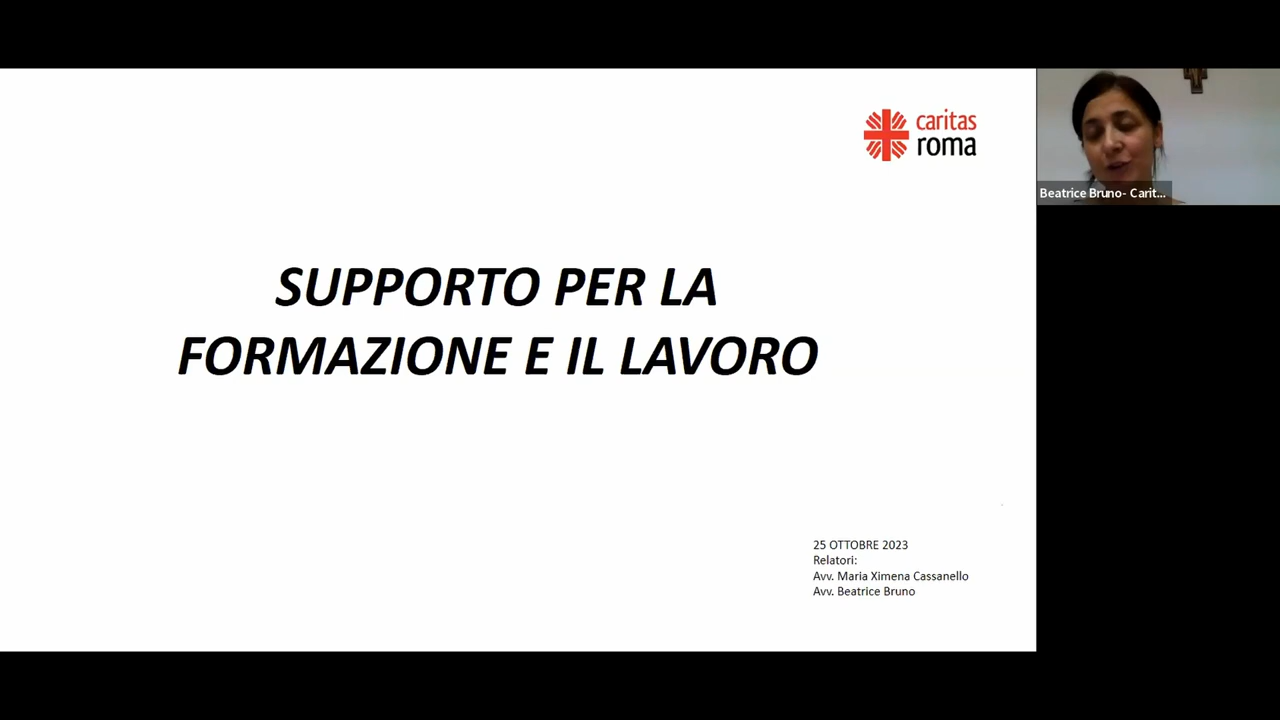 caritas
roma
Beatrice Bruno- Carit...
SUPPORTO PER LA
FORMAZIONE E IL LAVORO
25 OTTOBRE 2023
Relatori:
Avv. Maria Ximena Cassanello
Avv. Beatrice Bruno